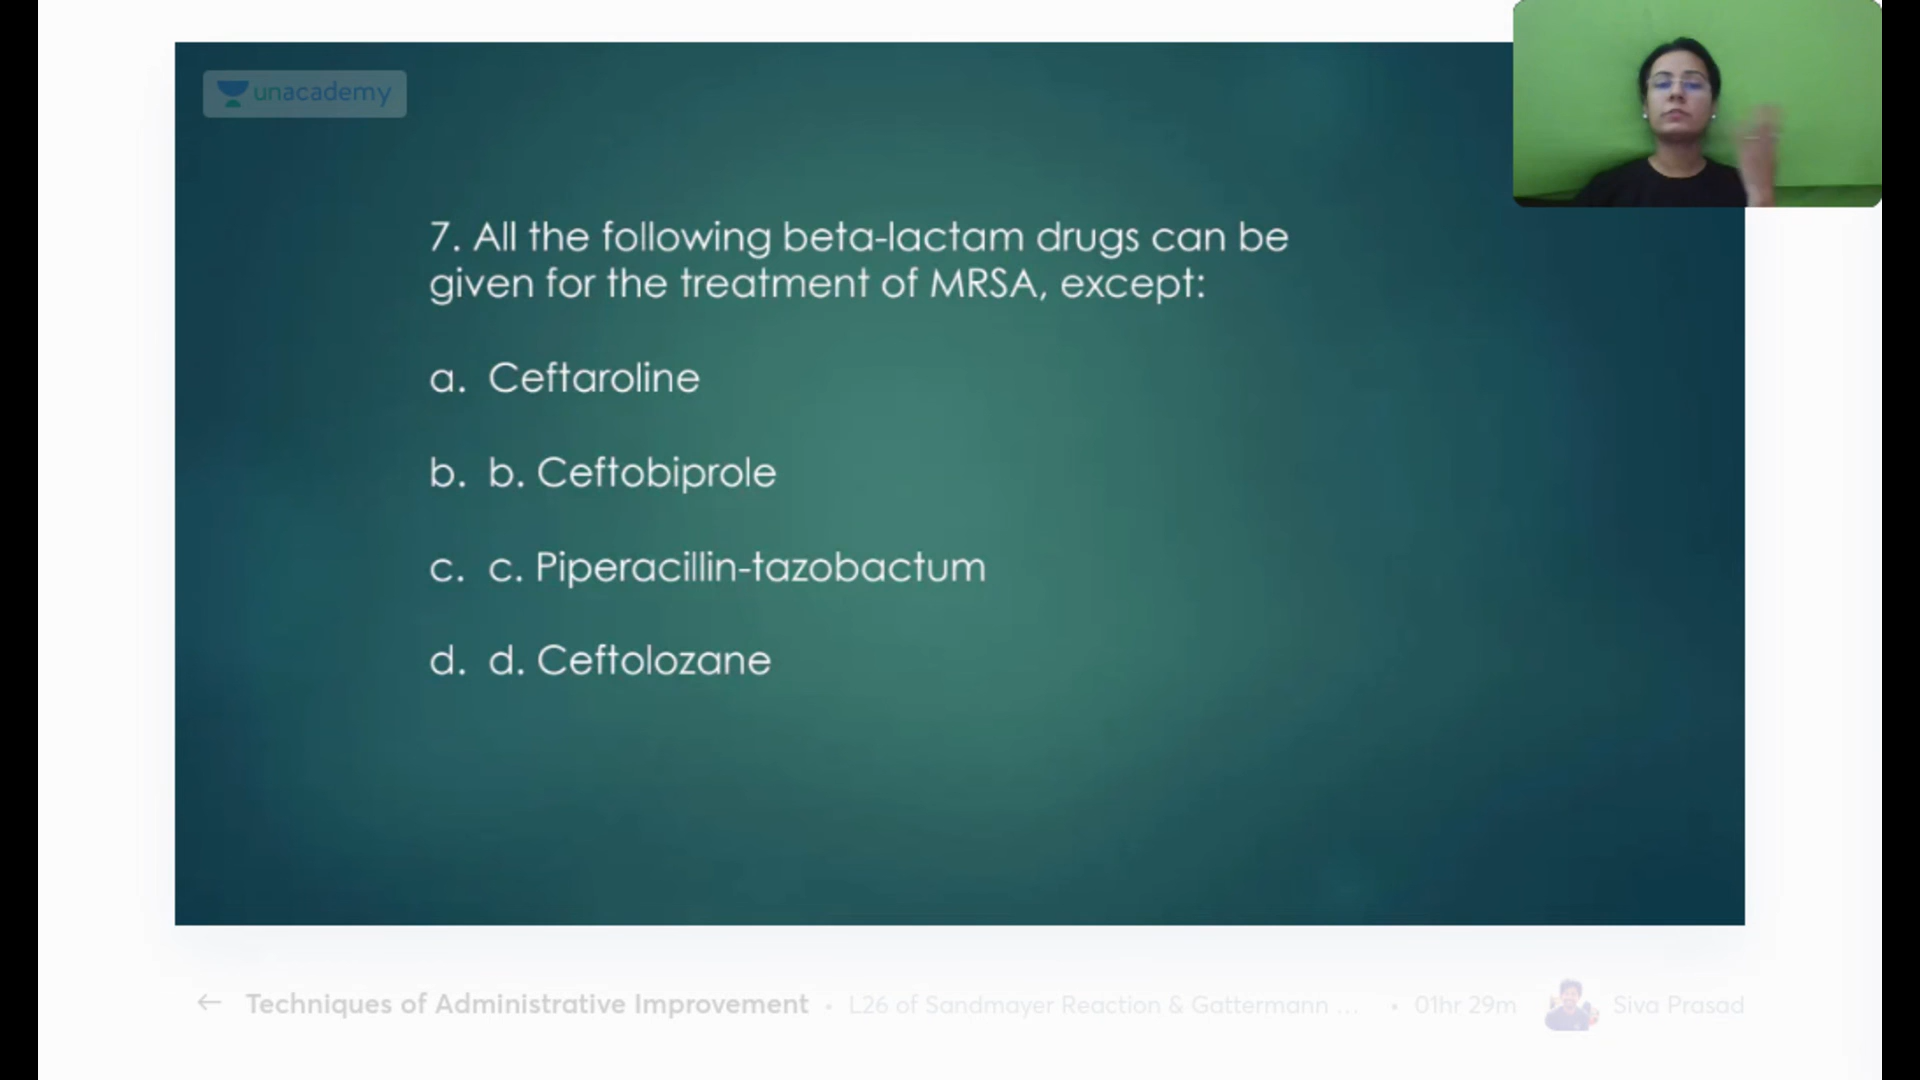 unacademy
7. All the following beta-lactam drugs can be
given for the treatment of MRSA, except:
a. Ceftaroline
b. b. Ceftobiprole
c. c. Piperacillin-tazobactum
d. d. Ceftolozane
← Techniques of Administrative Improvement • L26 of Sandmayer Reaction & Gattermann ... • 01hr 29m Siva Prasad